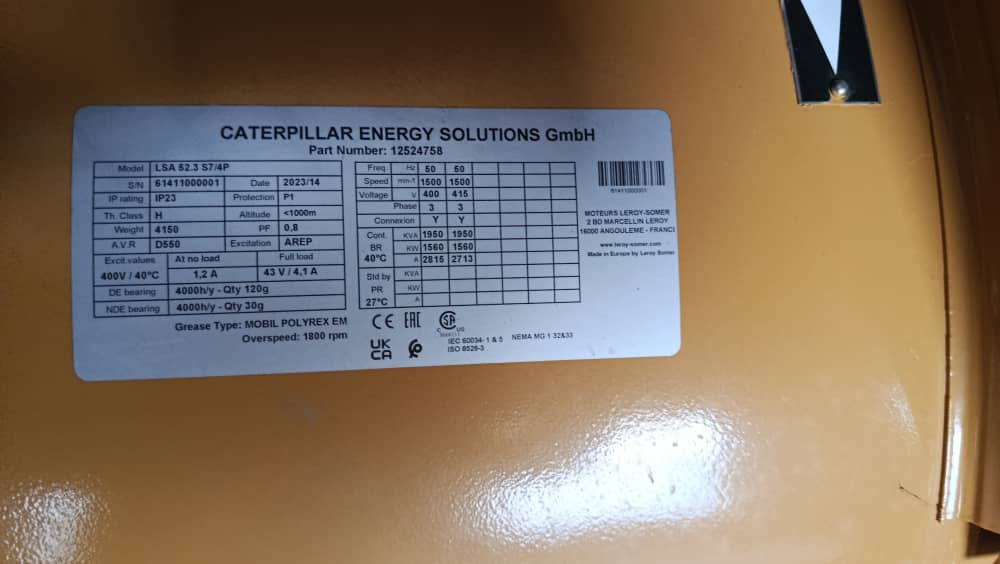 CATERPILLAR ENERGY SOLUTIONS GmbH
Part Number: 12524758
Model LSA 52.3 S7/4P
S/N 61411000001 Date 2023/14
IP rating IP23 Protection P1
Th. Class H Altitude <1000m
Weight 4150 PF 0,8
A.V.R D550 Excitation AREP
Excit values At no load Full load
400V / 40°C 1,2 A 43 V / 4,1 A
DE bearing 4000h/y - Qty 120g
NDE bearing 4000h/y - Qty 30g
Grease Type: MOBIL POLYREX EM
Overspeed: 1800 rpm
Freq Hz 50 50
Speed min-1 1500 1500
Voltage V 400 415
Phase 3 3
Connexion Y Y
Cont. KVA 1950 1950
BR KW 1560 1560
40°C A 2815 2713
Std by KVA
PR KW
27°C A
CE EAC C SA US
UK CA
IEC 60034- 1 & 5 NEMA MG 1 32&33
ISO 8528-3
61411000001
MOTEURS LEROY-SOMER
2 BD MARCELLIN LEROY
16000 ANGOULEME - FRANCE
www.leroy-somer.com
Made in Europe by Leroy Somer